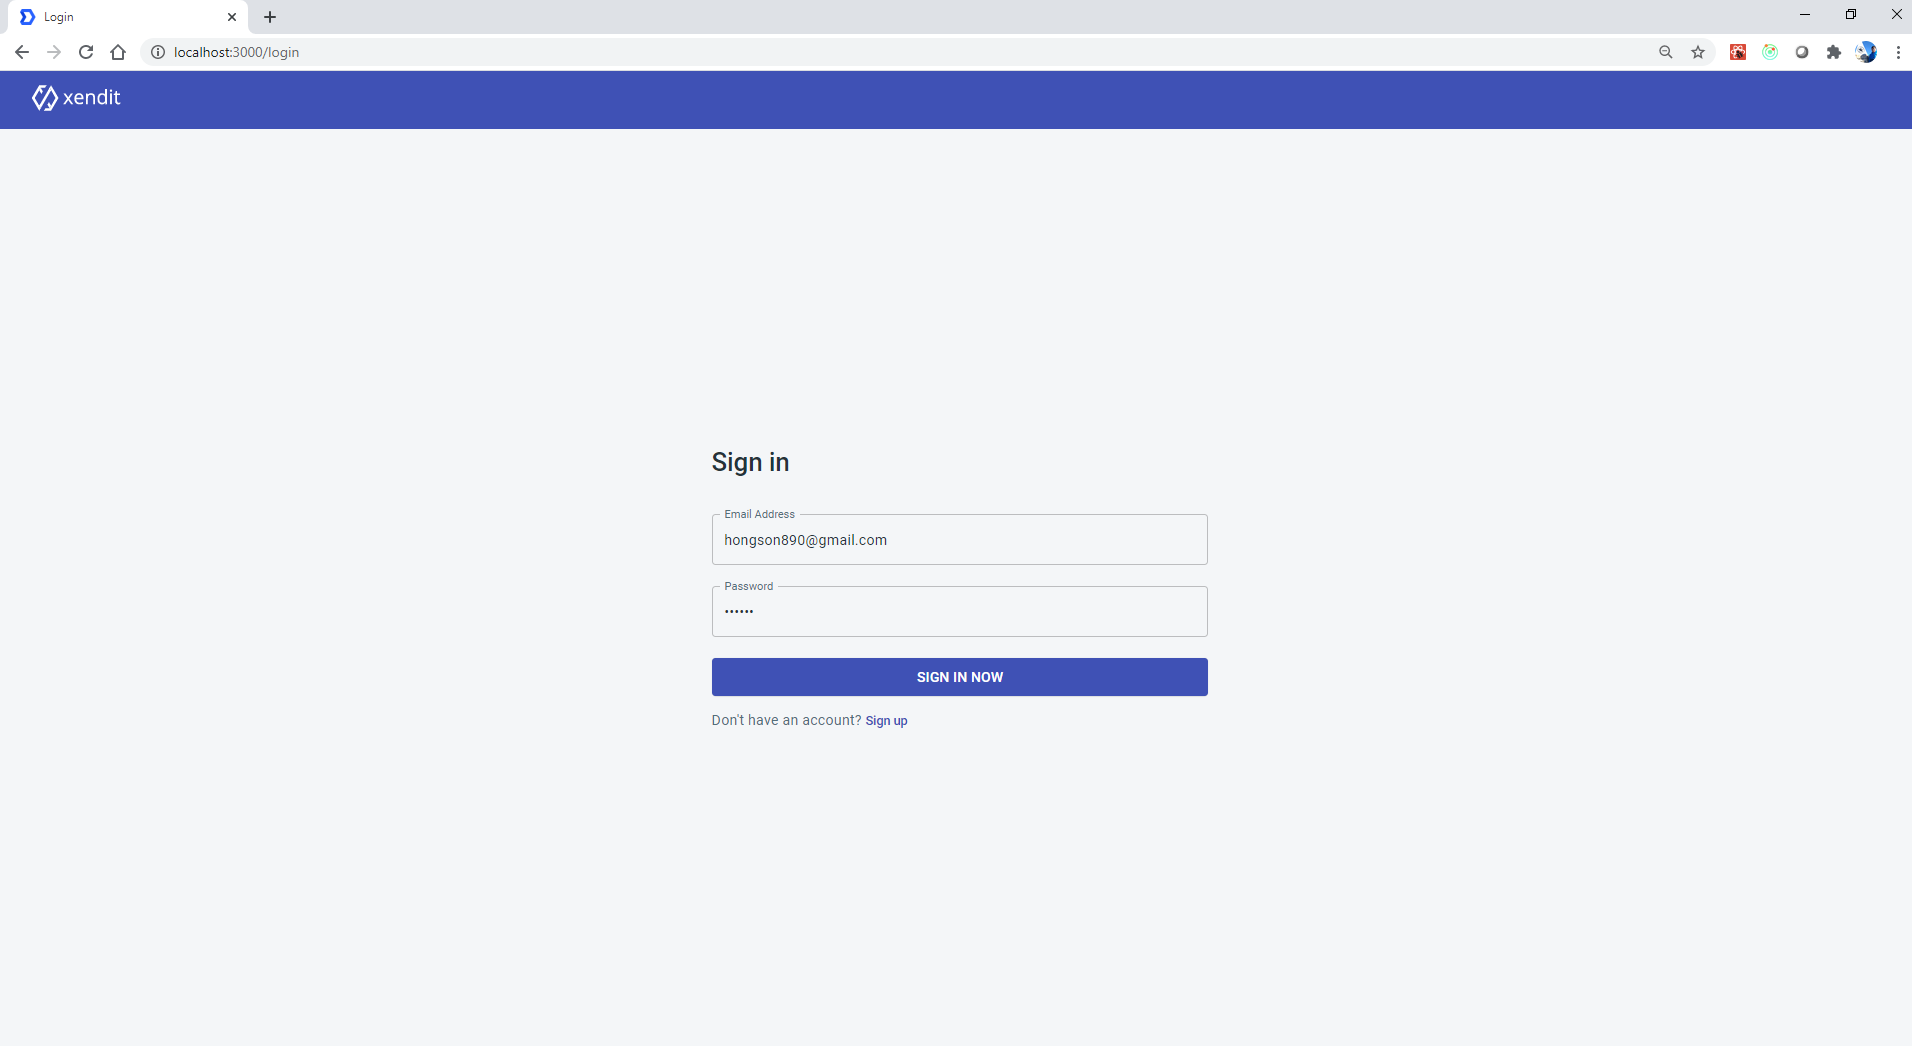 Login
localhost:3000/login
xendit
Sign in
Email Address
hongson890@gmail.com
Password
••••••
SIGN IN NOW
Don't have an account? Sign up